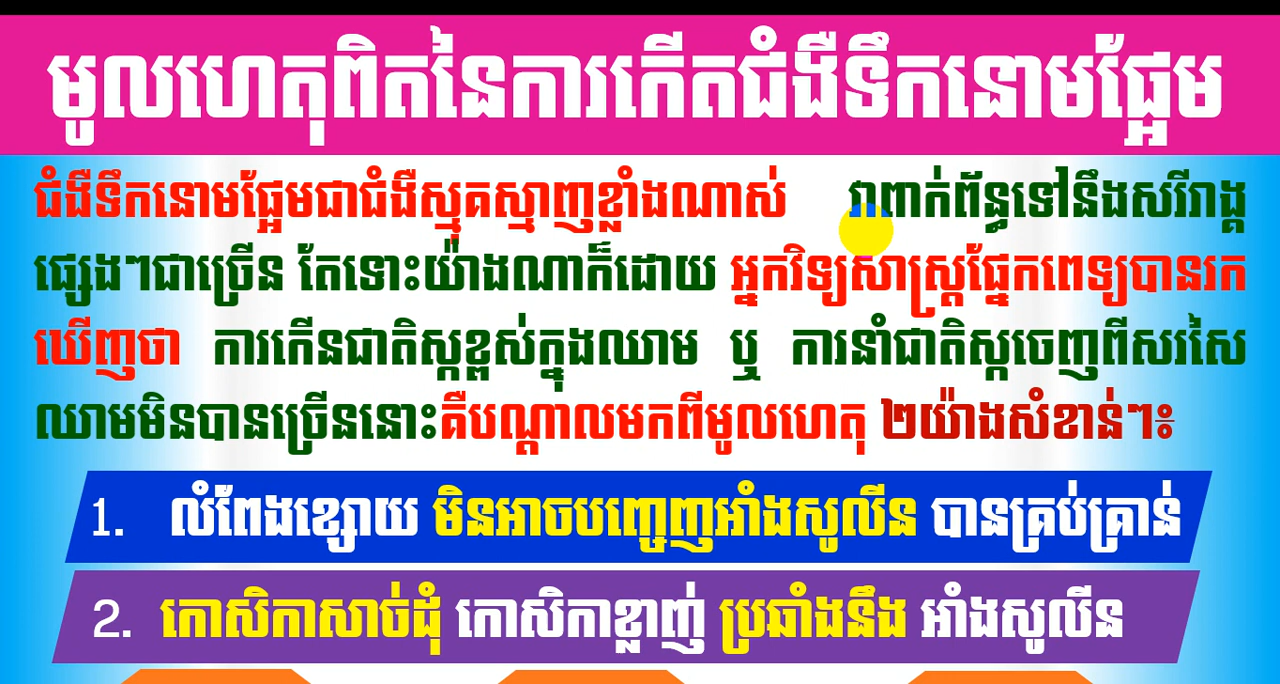 មូលហេតុពិតនៃការកើតជំងឺទឹកនោមផ្អែម
ជំងឺទឹកនោមផ្អែមជាជំងឺស្មុគស្មាញខ្លាំងណាស់ វាពាក់ព័ន្ធទៅនឹងសរីរាង្គ
ផ្សេងៗជាច្រើន តែទោះយ៉ាងណាក៏ដោយ អ្នកវិទ្យសាស្ត្រផ្នែកពេទ្យបានរក
ឃើញថា ការកើនជាតិស្ករខ្ពស់ក្នុងឈាម ឬ ការនាំជាតិស្ករចេញពីសរសៃ
ឈាមមិនបានច្រើននោះគឺបណ្តាលមកពីមូលហេតុ ២យ៉ាងសំខាន់ៗ៖
1. លំពែងខ្សោយ មិនអាចបញ្ចេញអាំងសូលីន បានគ្រប់គ្រាន់
2. កោសិកាសាច់ដុំ កោសិកាខ្លាញ់ ប្រឆាំងនឹង អាំងសូលីន